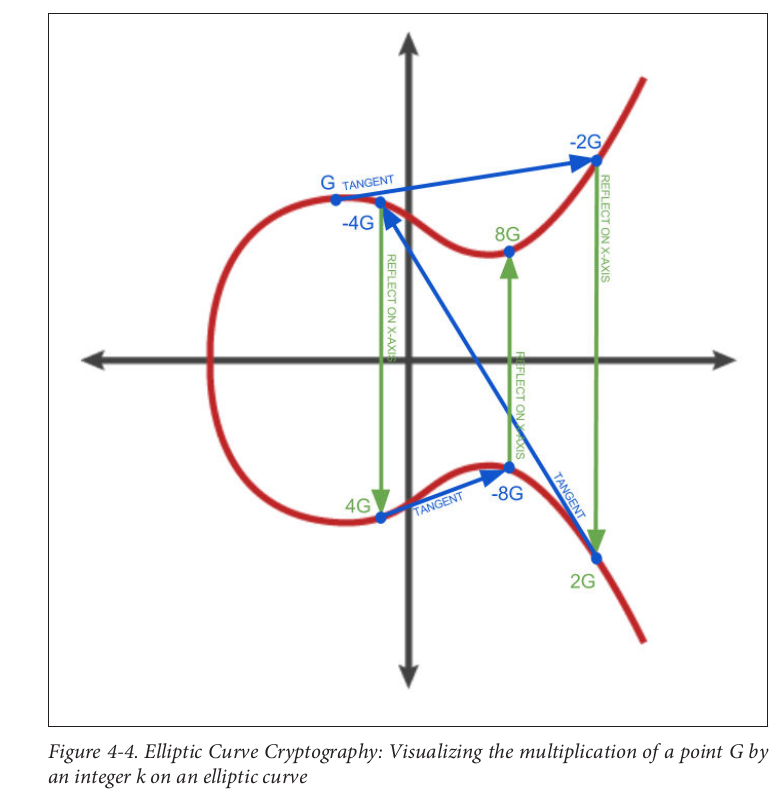 -2G
G
TANGENT
-4G
REFLECT ON X-AXIS
8G
REFLECT ON X-AXIS
REFLECT ON X-AXIS
4G
TANGENT
-8G
TANGENT
2G
Figure 4-4. Elliptic Curve Cryptography: Visualizing the multiplication of a point G by
an integer k on an elliptic curve